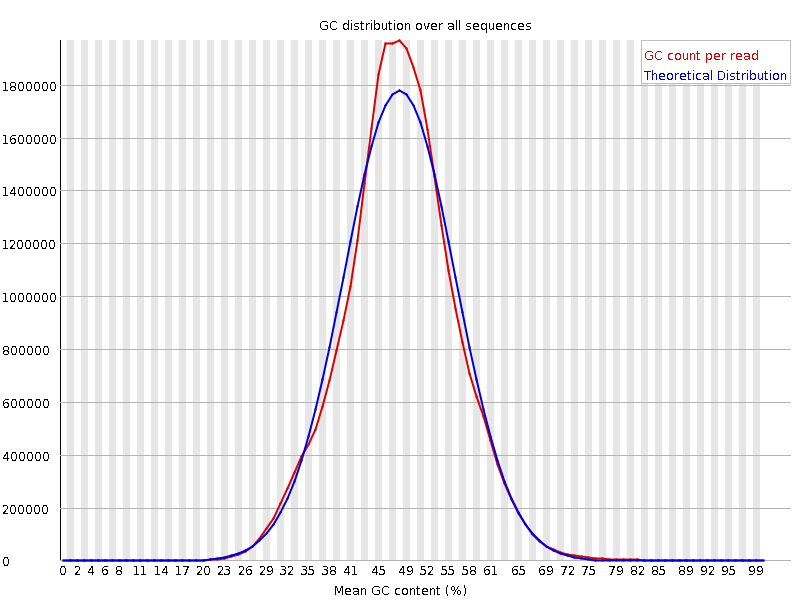 GC distribution over all sequences
GC count per read
Theoretical Distribution
1800000
1600000
1400000
1200000
1000000
800000
600000
400000
200000
0
0 2 4 6 8 11 14 17 20 23 26 29 32 35 38 41 45 49 52 55 58 61 65 69 72 75 79 82 85 89 92 95 99
Mean GC content (%)